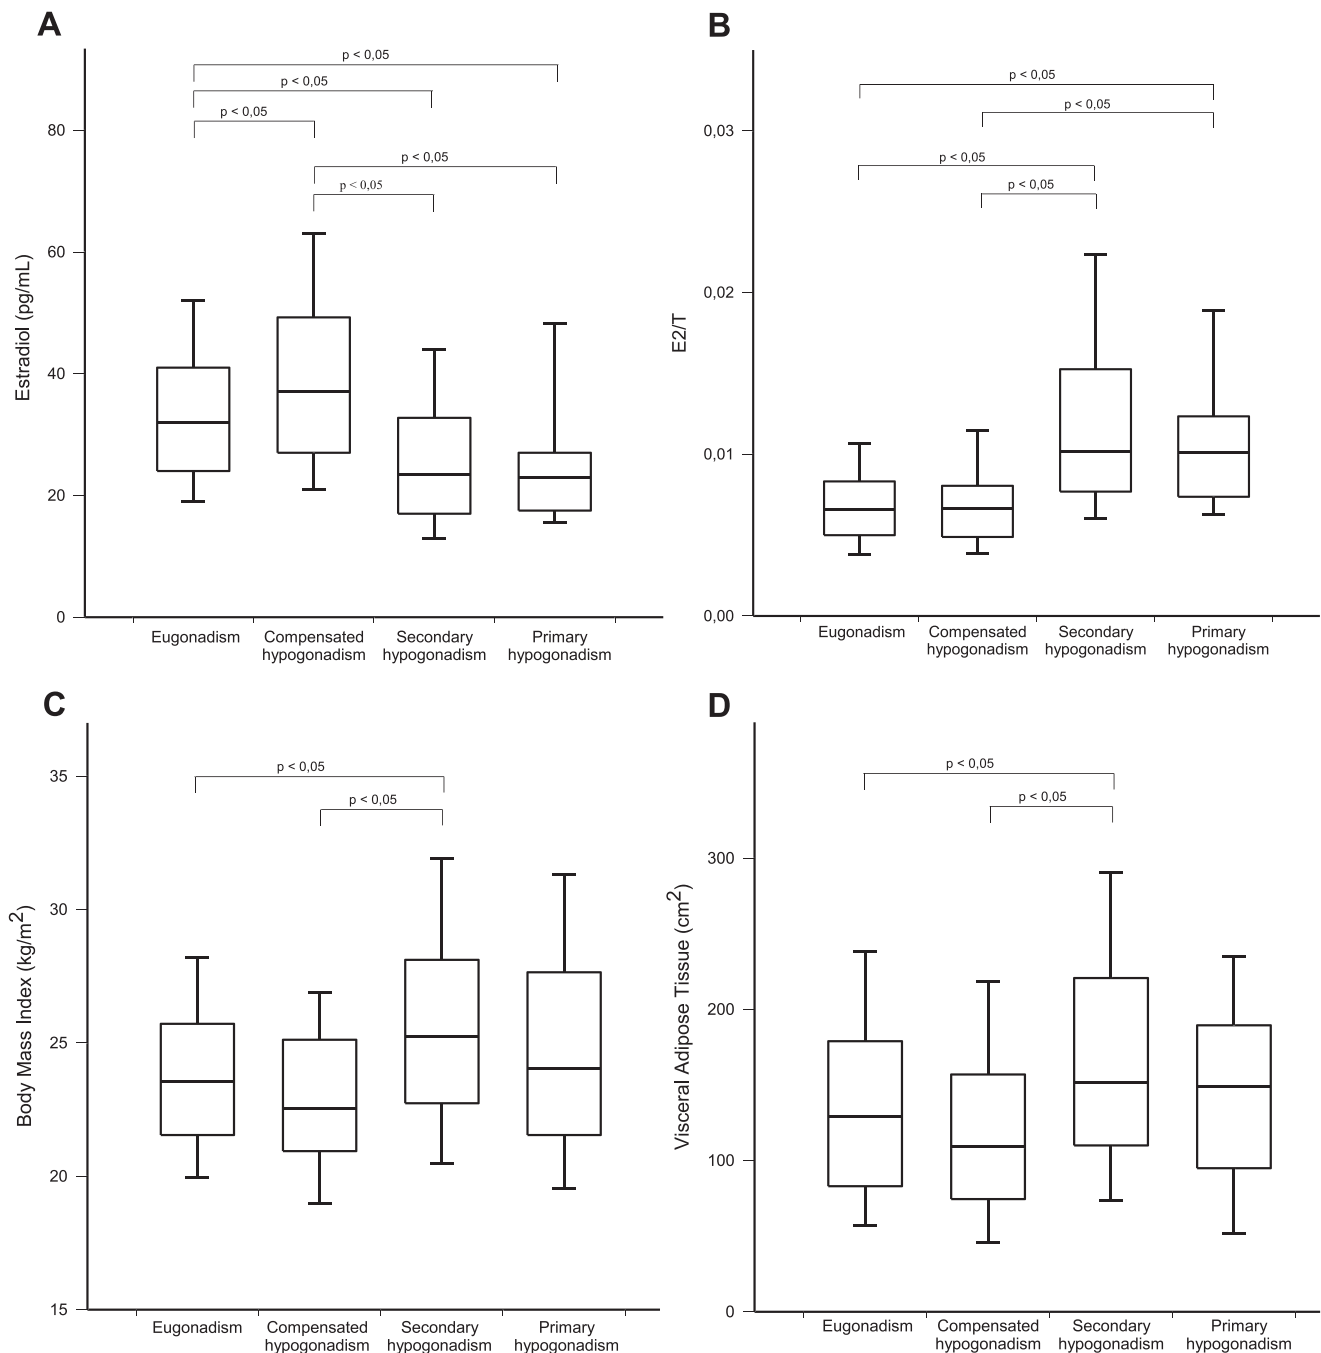 A
p < 0,05
p < 0,05
p < 0,05
p < 0,05
p < 0,05
80
60
40
20
0
Estradiol (pg/mL)
Eugonadism
Compensated
hypogonadism
Secondary
hypogonadism
Primary
hypogonadism
B
p < 0,05
p < 0,05
p < 0,05
p < 0,05
0,03
0,02
0,01
0,00
E2/T
Eugonadism
Compensated
hypogonadism
Secondary
hypogonadism
Primary
hypogonadism
C
p < 0,05
p < 0,05
35
30
25
20
15
Body Mass Index (kg/m²)
Eugonadism
Compensated
hypogonadism
Secondary
hypogonadism
Primary
hypogonadism
D
p < 0,05
p < 0,05
300
200
100
0
Visceral Adipose Tissue (cm²)
Eugonadism
Compensated
hypogonadism
Secondary
hypogonadism
Primary
hypogonadism